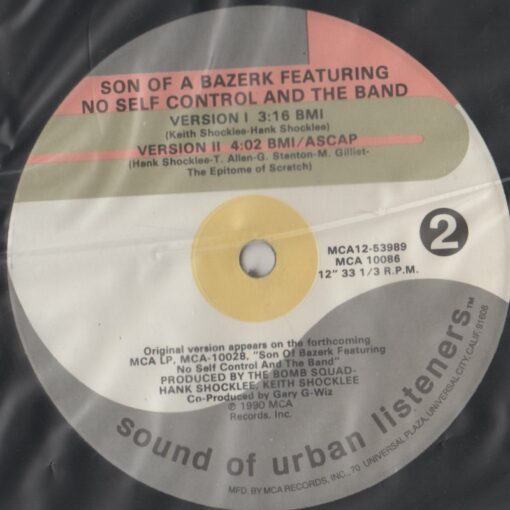 SON OF A BAZERK FEATURING
NO SELF CONTROL AND THE BAND
VERSION I 3:16 BMI
(Keith Shocklee-Hank Shocklee)
VERSION II 4:02 BMI/ASCAP
(Hank Shocklee-T. Allen-G. Stanton-M. Gilliet-
The Epitome of Scratch)
MCA12-53989
MCA 10086
12" 33 1/3 R.P.M.
2
Original version appears on the forthcoming
MCA LP, MCA-10028, "Son Of Bazerk Featuring
No Self Control And The Band"
PRODUCED BY THE BOMB SQUAD-
HANK SHOCKLEE, KEITH SHOCKLEE
Co-Produced by Gary G-Wiz
℗ 1990 MCA
Records, Inc.
sound of urban listeners™
MFD. BY MCA RECORDS, INC., 70 UNIVERSAL PLAZA, UNIVERSAL CITY, CALIF. 91608